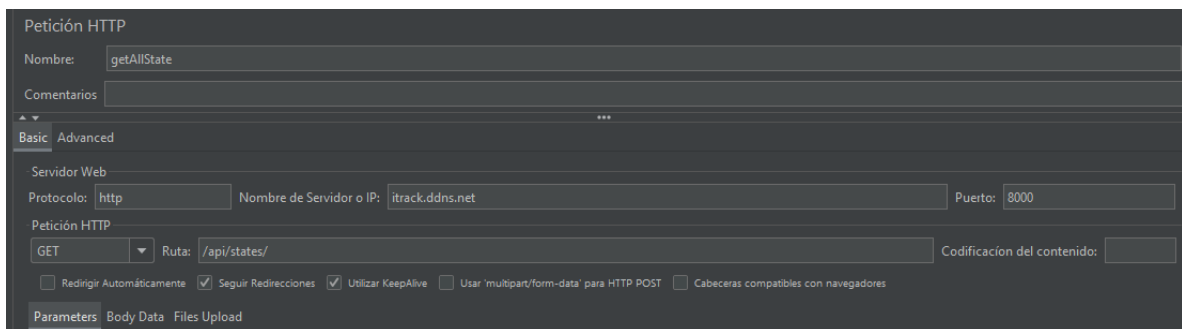 Petición HTTP
Nombre: getAllState
Comentarios
Basic Advanced
Servidor Web
Protocolo: http Nombre de Servidor o IP: itrack.ddns.net Puerto: 8000
Petición HTTP
GET Ruta: /api/states/ Codificacíon del contenido:
Redirigir Automáticamente Seguir Redirecciones Utilizar KeepAlive Usar 'multipart/form-data' para HTTP POST Cabeceras compatibles con navegadores
Parameters Body Data Files Upload